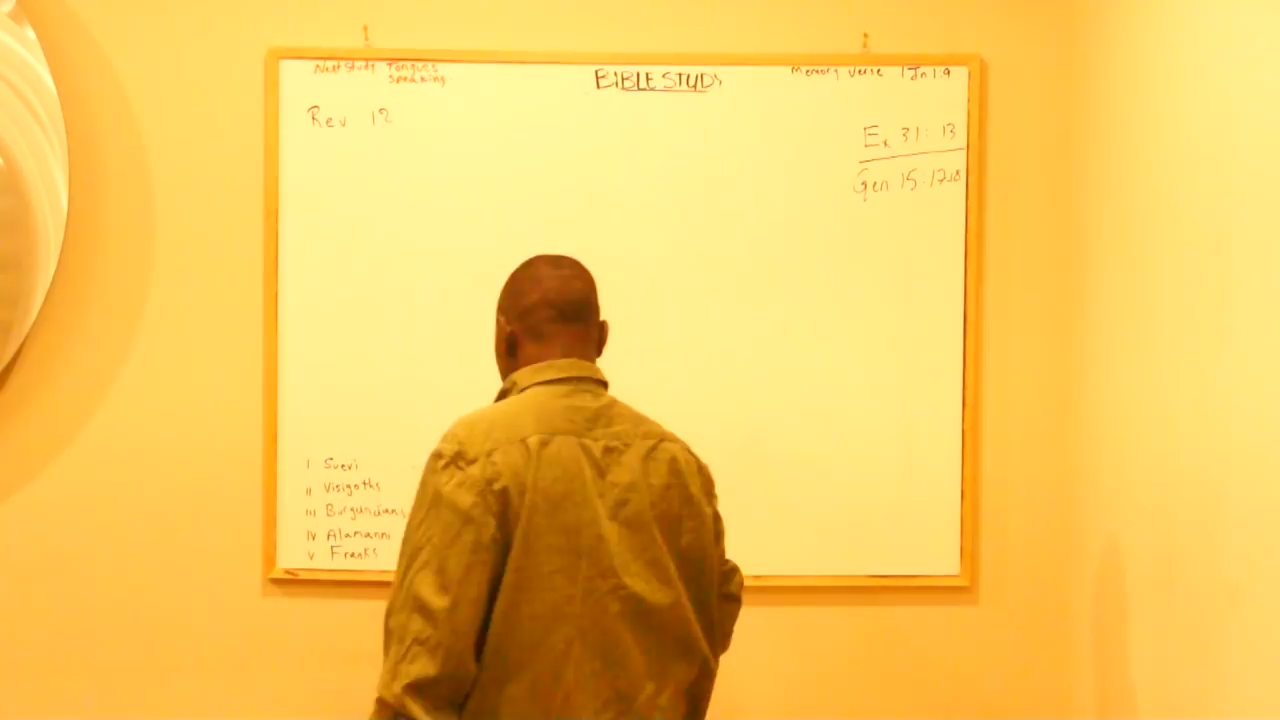 Next Study: Tongues
Speaking
BIBLE STUDY
Memory Verse 1 Jn 1:9
Rev 12
Ex 31:13
Gen 15:17,18
I Suevi
II Visigoths
III Burgundians
IV Alamanni
V Franks